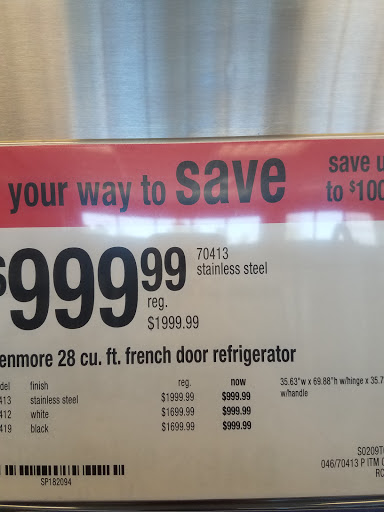 your way to save
save u
to $100
$999.99
70413
stainless steel
reg.
$1999.99
enmore 28 cu. ft. french door refrigerator
del finish reg. now
413 stainless steel $1999.99 $999.99
412 white $1699.99 $999.99
419 black $1699.99 $999.99
35.63"w x 69.88"h w/hinge x 35.7
w/handle
SP182094
S0209T
046/70413 P ITM
RC